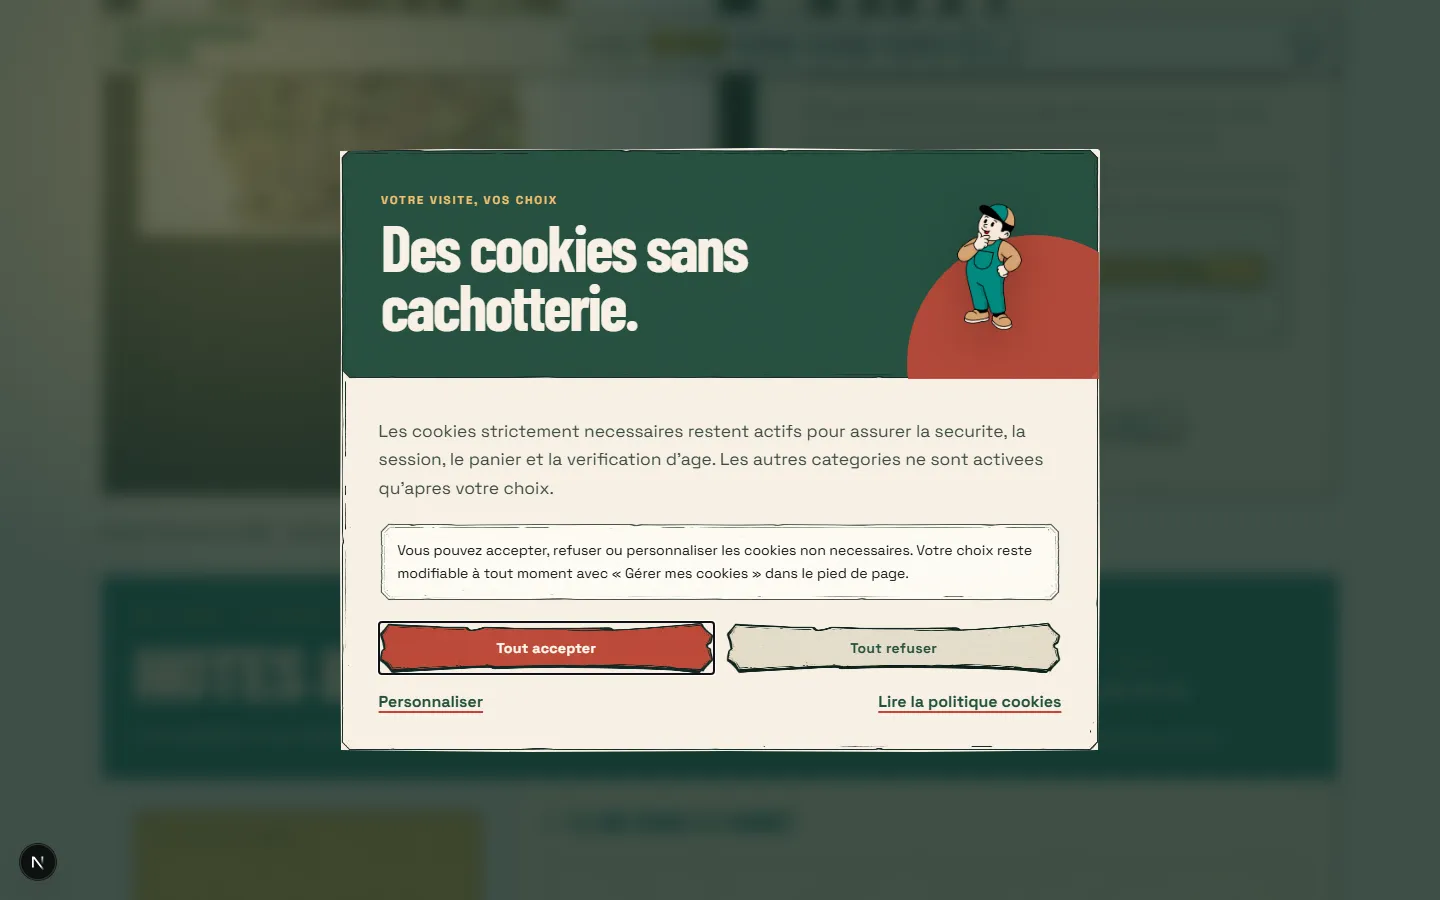 VOTRE VISITE, VOS CHOIX
Des cookies sans
cachotterie.
Les cookies strictement necessaires restent actifs pour assurer la securite, la
session, le panier et la verification d'age. Les autres categories ne sont activees
qu'apres votre choix.
Vous pouvez accepter, refuser ou personnaliser les cookies non necessaires. Votre choix reste
modifiable à tout moment avec « Gérer mes cookies » dans le pied de page.
Tout accepter
Tout refuser
Personnaliser
Lire la politique cookies
N